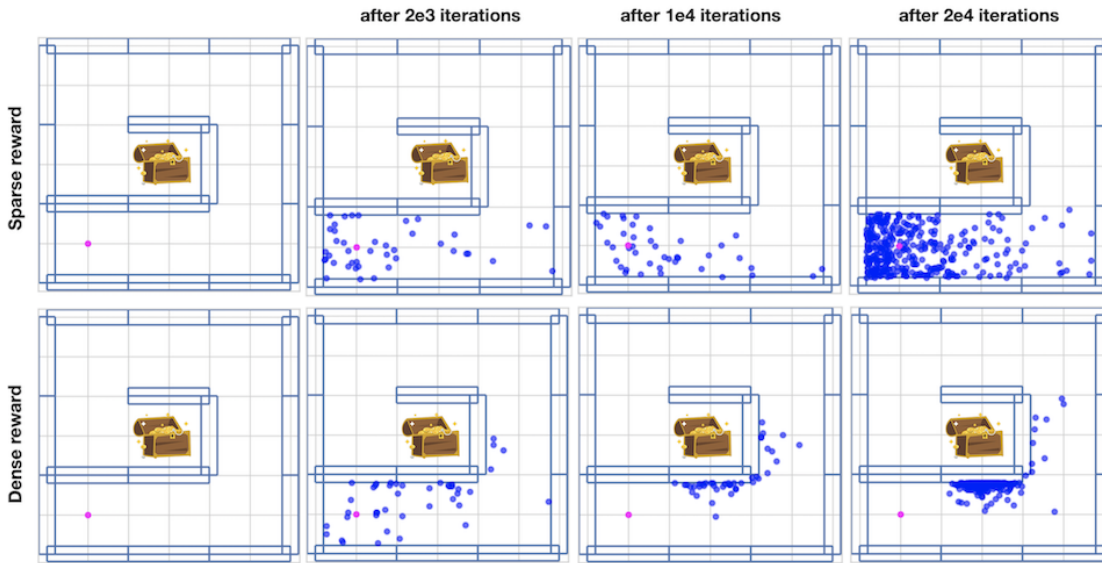 after 2e3 iterations
after 1e4 iterations
after 2e4 iterations
Sparse reward
Dense reward